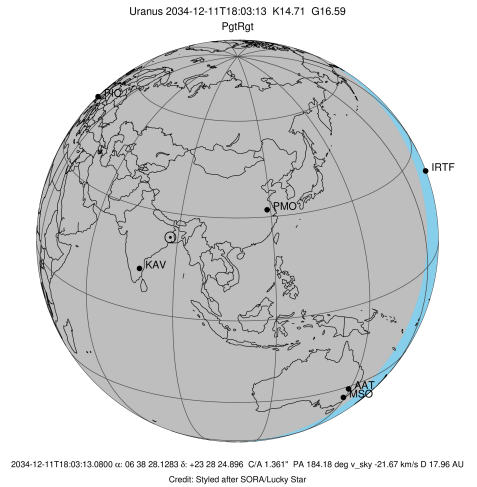 Uranus 2034-12-11T18:03:13 K14.71 G16.59
PgtRgt
PIC
IRTF
PMO
KAV
AAT
MSO
2034-12-11T18:03:13.0800 α: 06 38 28.1283 δ: +23 28 24.896 C/A 1.361" PA 184.18 deg v_sky -21.67 km/s D 17.96 AU
Credit: Styled after SORA/Lucky Star